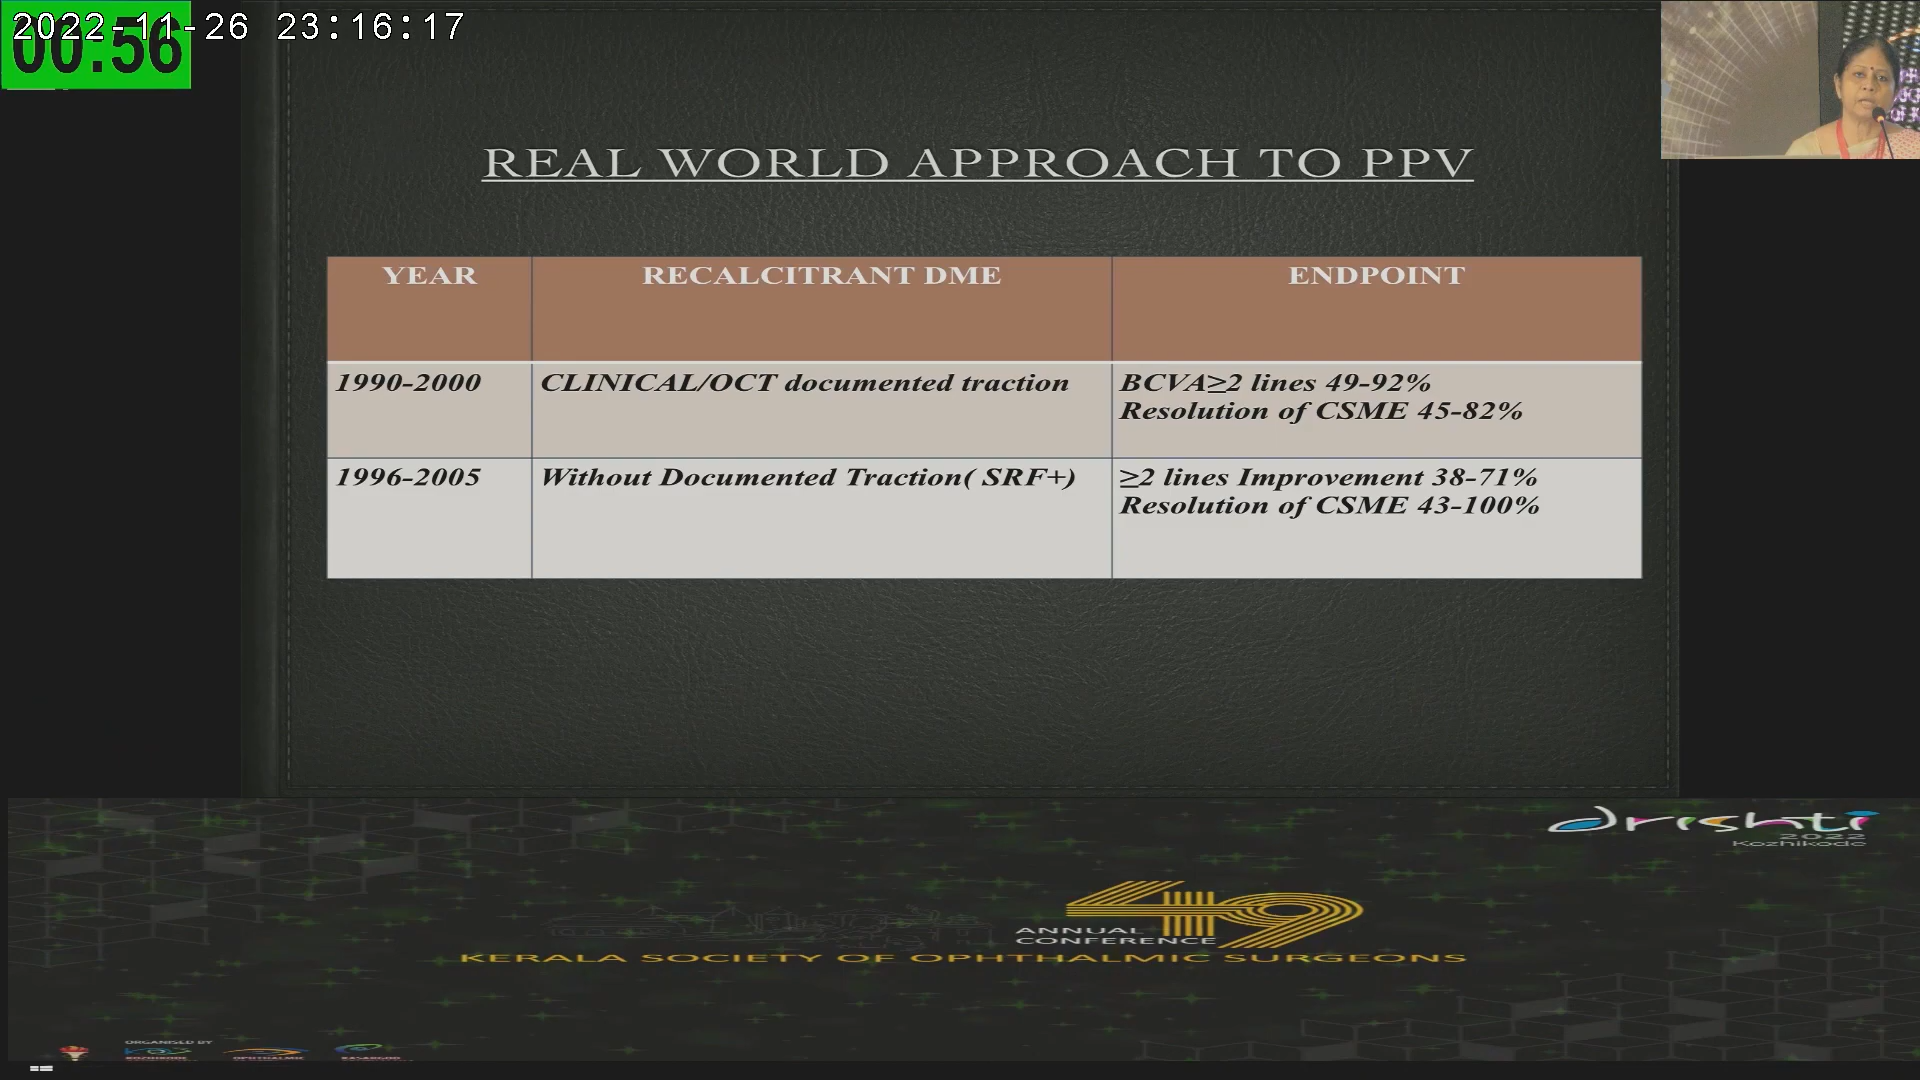 2022-11-26 23:16:17
00:56
REAL WORLD APPROACH TO PPV
YEAR
RECALCITRANT DME
ENDPOINT
1990-2000
CLINICAL/OCT documented traction
BCVA≥2 lines 49-92%
Resolution of CSME 45-82%
1996-2005
Without Documented Traction( SRF+)
≥2 lines Improvement 38-71%
Resolution of CSME 43-100%
drishti
2022
Kozhikode
49
ANNUAL
CONFERENCE
KERALA SOCIETY OF OPHTHALMIC SURGEONS
ORGANISED BY